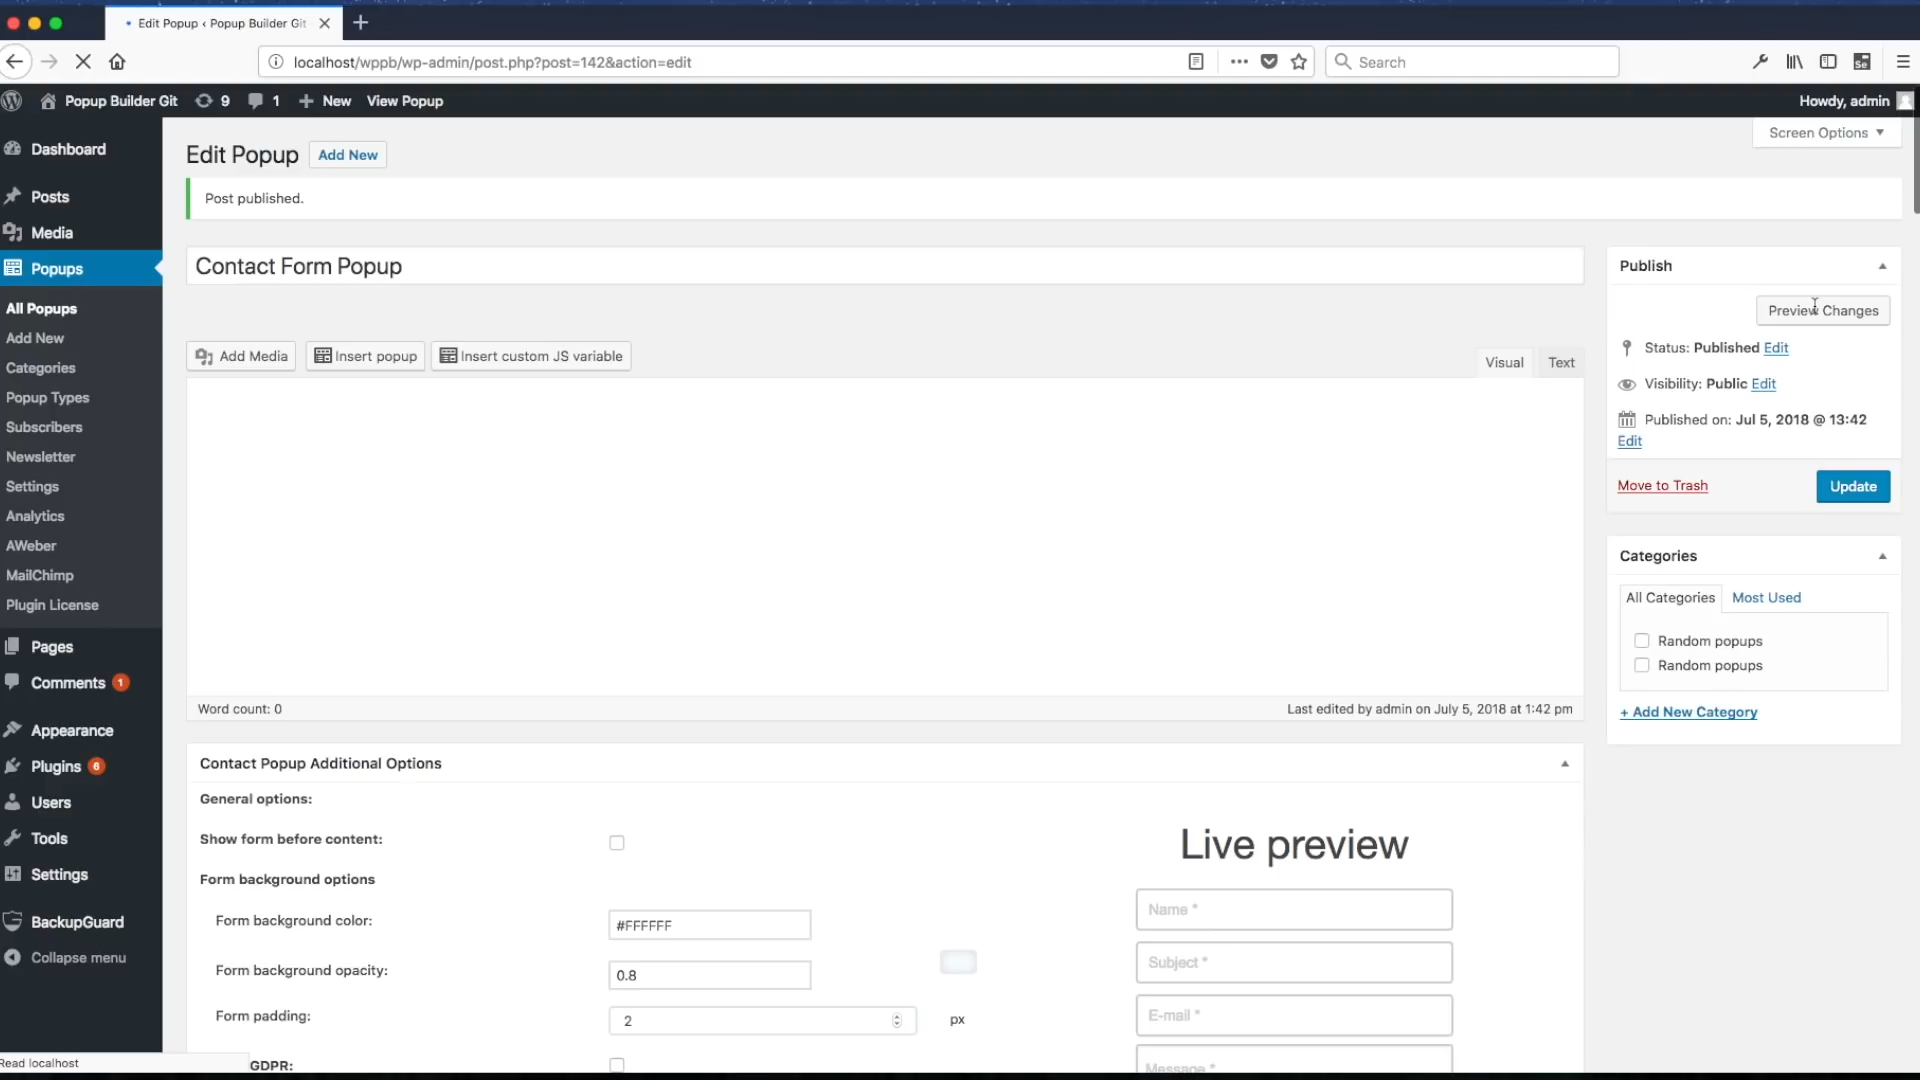 Edit Popup ‹ Popup Builder Git
localhost/wppb/wp-admin/post.php?post=142&action=edit
Search
Popup Builder Git
9
1
New
View Popup
Howdy, admin
Dashboard
Posts
Media
Popups
All Popups
Add New
Categories
Popup Types
Subscribers
Newsletter
Settings
Analytics
AWeber
MailChimp
Plugin License
Pages
Comments 1
Appearance
Plugins 6
Users
Tools
Settings
BackupGuard
Collapse menu
Read localhost
Screen Options
Edit Popup
Add New
Post published.
Contact Form Popup
Add Media
Insert popup
Insert custom JS variable
Visual
Text
Word count: 0
Last edited by admin on July 5, 2018 at 1:42 pm
Contact Popup Additional Options
General options:
Show form before content:
Form background options
Form background color:
#FFFFFF
Form background opacity:
0.8
Form padding:
2
px
GDPR:
Live preview
Name *
Subject *
E-mail *
Message *
Publish
Preview Changes
Status: Published Edit
Visibility: Public Edit
Published on: Jul 5, 2018 @ 13:42
Edit
Move to Trash
Update
Categories
All Categories
Most Used
Random popups
Random popups
+ Add New Category